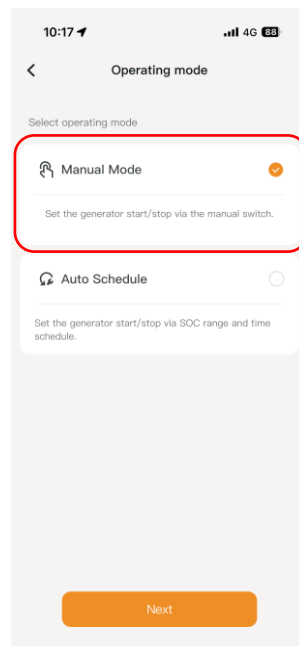 10:17 4G 88
Operating mode
Select operating mode
Manual Mode
Set the generator start/stop via the manual switch.
Auto Schedule
Set the generator start/stop via SOC range and time
schedule.
Next